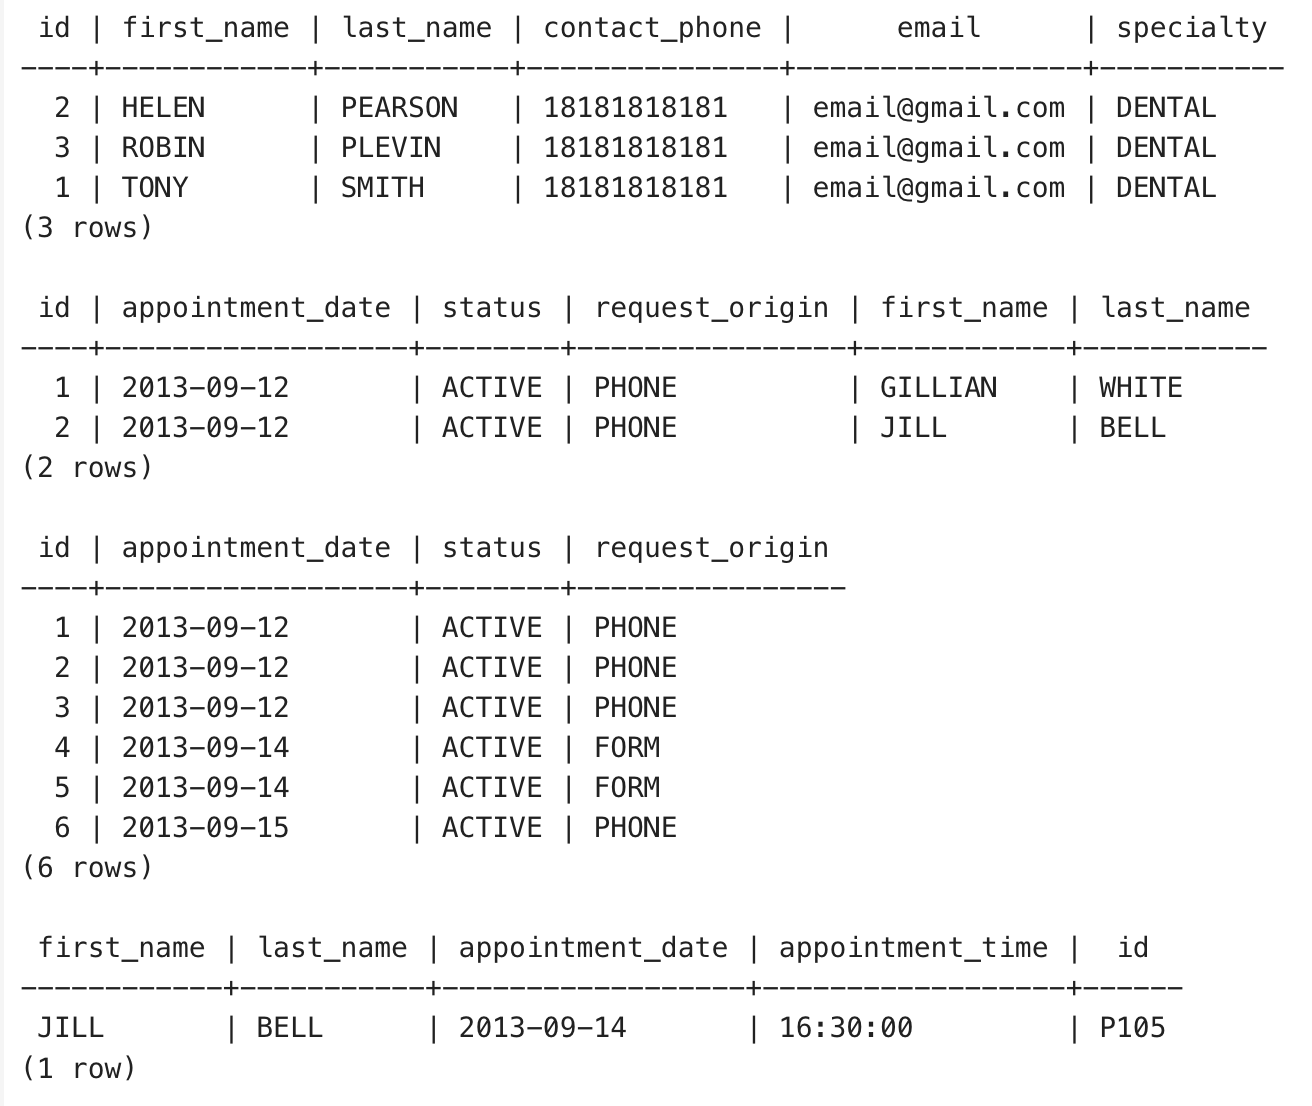 id | first_name | last_name | contact_phone |      email      | specialty
----+------------+-----------+---------------+-----------------+-----------
  2 | HELEN      | PEARSON   | 18181818181   | email@gmail.com | DENTAL
  3 | ROBIN      | PLEVIN    | 18181818181   | email@gmail.com | DENTAL
  1 | TONY       | SMITH     | 18181818181   | email@gmail.com | DENTAL
(3 rows)

 id | appointment_date | status | request_origin | first_name | last_name
----+------------------+--------+----------------+------------+-----------
  1 | 2013-09-12       | ACTIVE | PHONE          | GILLIAN    | WHITE
  2 | 2013-09-12       | ACTIVE | PHONE          | JILL       | BELL
(2 rows)

 id | appointment_date | status | request_origin
----+------------------+--------+----------------
  1 | 2013-09-12       | ACTIVE | PHONE
  2 | 2013-09-12       | ACTIVE | PHONE
  3 | 2013-09-12       | ACTIVE | PHONE
  4 | 2013-09-14       | ACTIVE | FORM
  5 | 2013-09-14       | ACTIVE | FORM
  6 | 2013-09-15       | ACTIVE | PHONE
(6 rows)

 first_name | last_name | appointment_date | appointment_time |  id
------------+-----------+------------------+------------------+------
 JILL       | BELL      | 2013-09-14       | 16:30:00         | P105
(1 row)